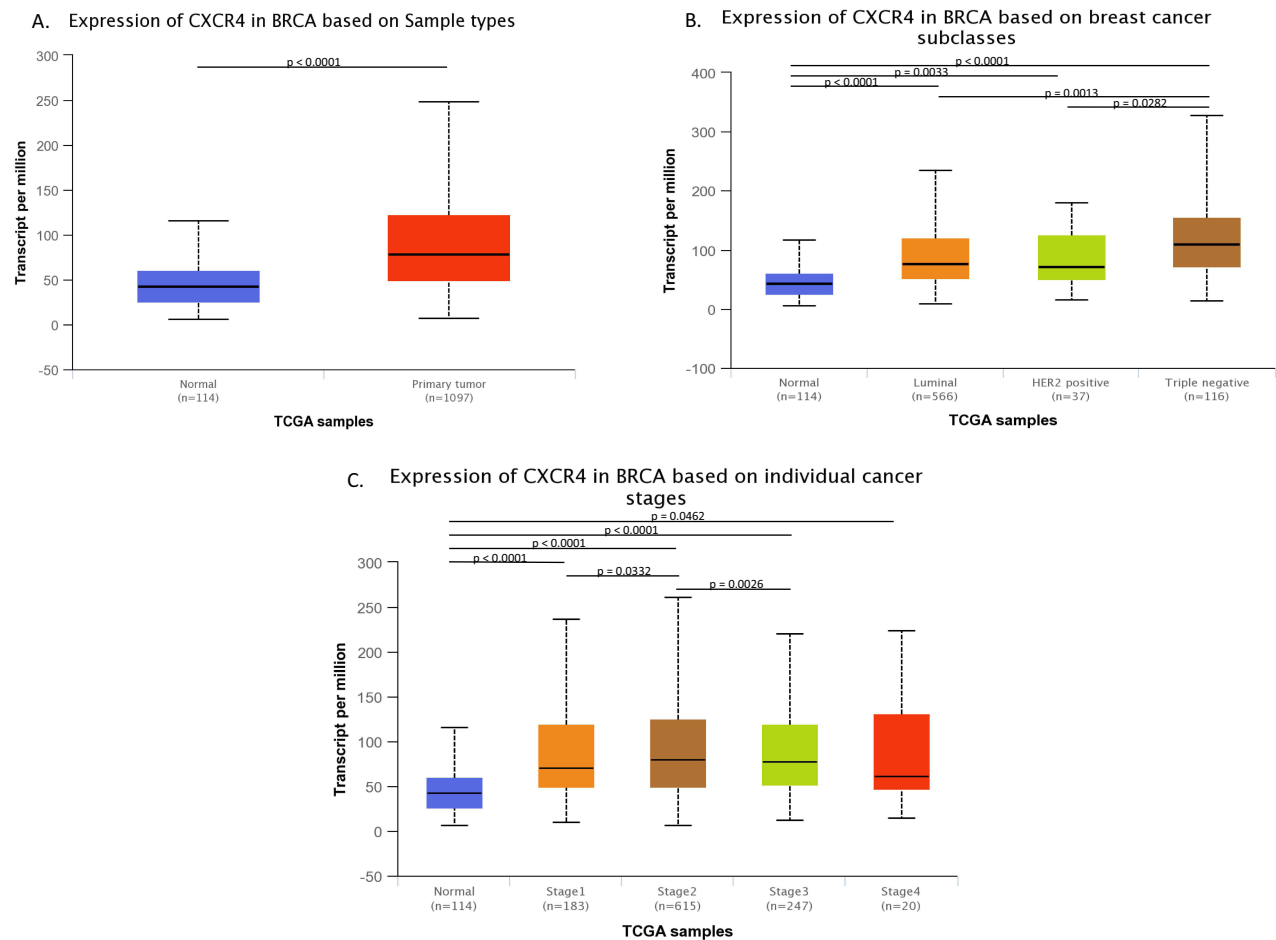 A. Expression of CXCR4 in BRCA based on Sample types
p < 0.0001
300
250
200
150
100
50
0
-50
Transcript per million
Normal
(n=114)
Primary tumor
(n=1097)
TCGA samples
B. Expression of CXCR4 in BRCA based on breast cancer
subclasses
p < 0.0001
p = 0.0033
p < 0.0001
p = 0.0013
p = 0.0282
400
300
200
100
0
-100
Transcript per million
Normal
(n=114)
Luminal
(n=566)
HER2 positive
(n=37)
Triple negative
(n=116)
TCGA samples
C. Expression of CXCR4 in BRCA based on individual cancer
stages
p = 0.0462
p < 0.0001
p < 0.0001
p < 0.0001
p = 0.0332
p = 0.0026
300
250
200
150
100
50
0
-50
Transcript per million
Normal
(n=114)
Stage1
(n=183)
Stage2
(n=615)
Stage3
(n=247)
Stage4
(n=20)
TCGA samples